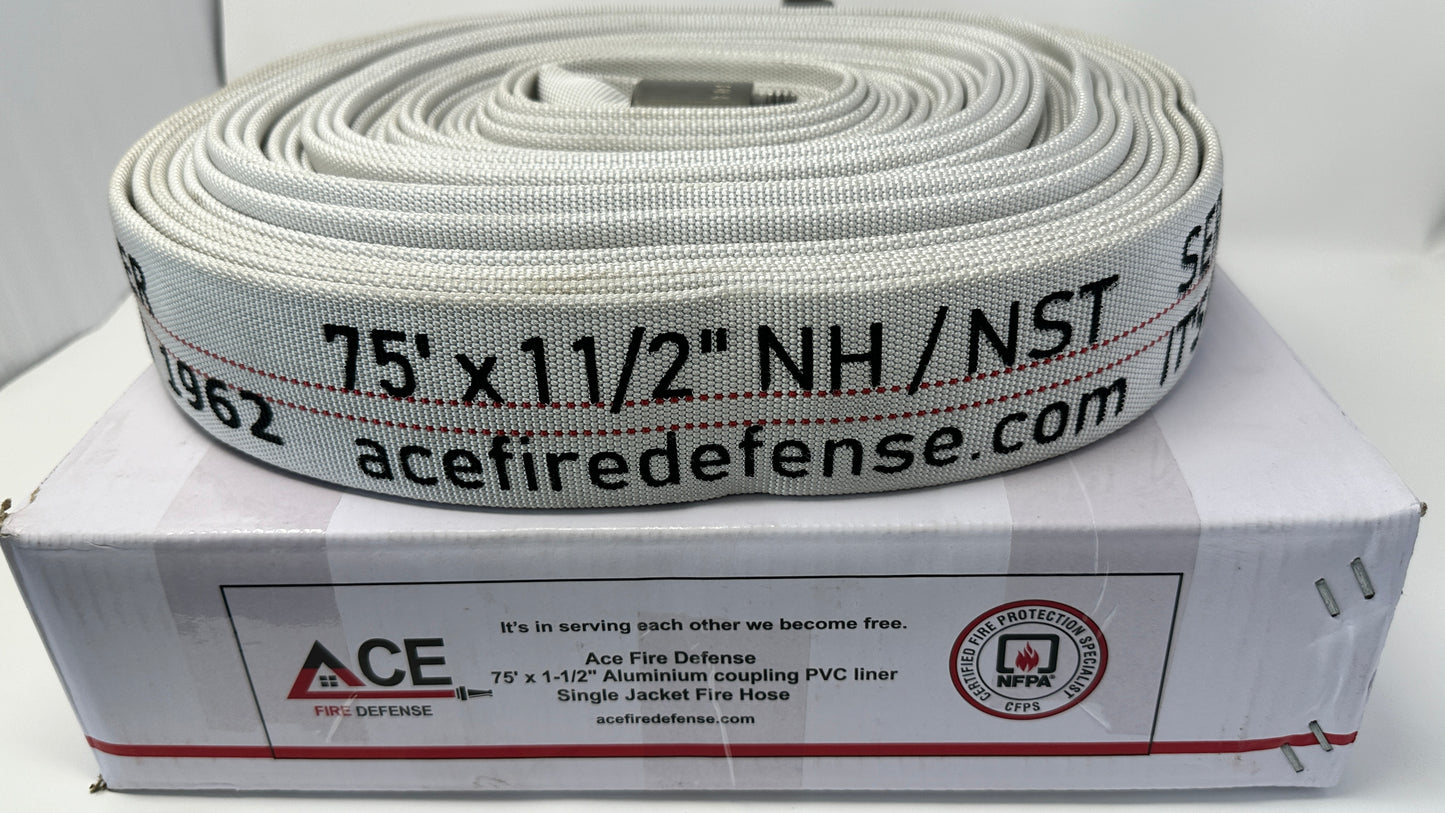 75' x 1 1/2" NH / NST
1962 acefiredefense.com
ACE
FIRE DEFENSE
It's in serving each other we become free.
Ace Fire Defense
75' x 1-1/2" Aluminium coupling PVC liner
Single Jacket Fire Hose
acefiredefense.com
CERTIFIED FIRE PROTECTION SPECIALIST
NFPA®
CFPS